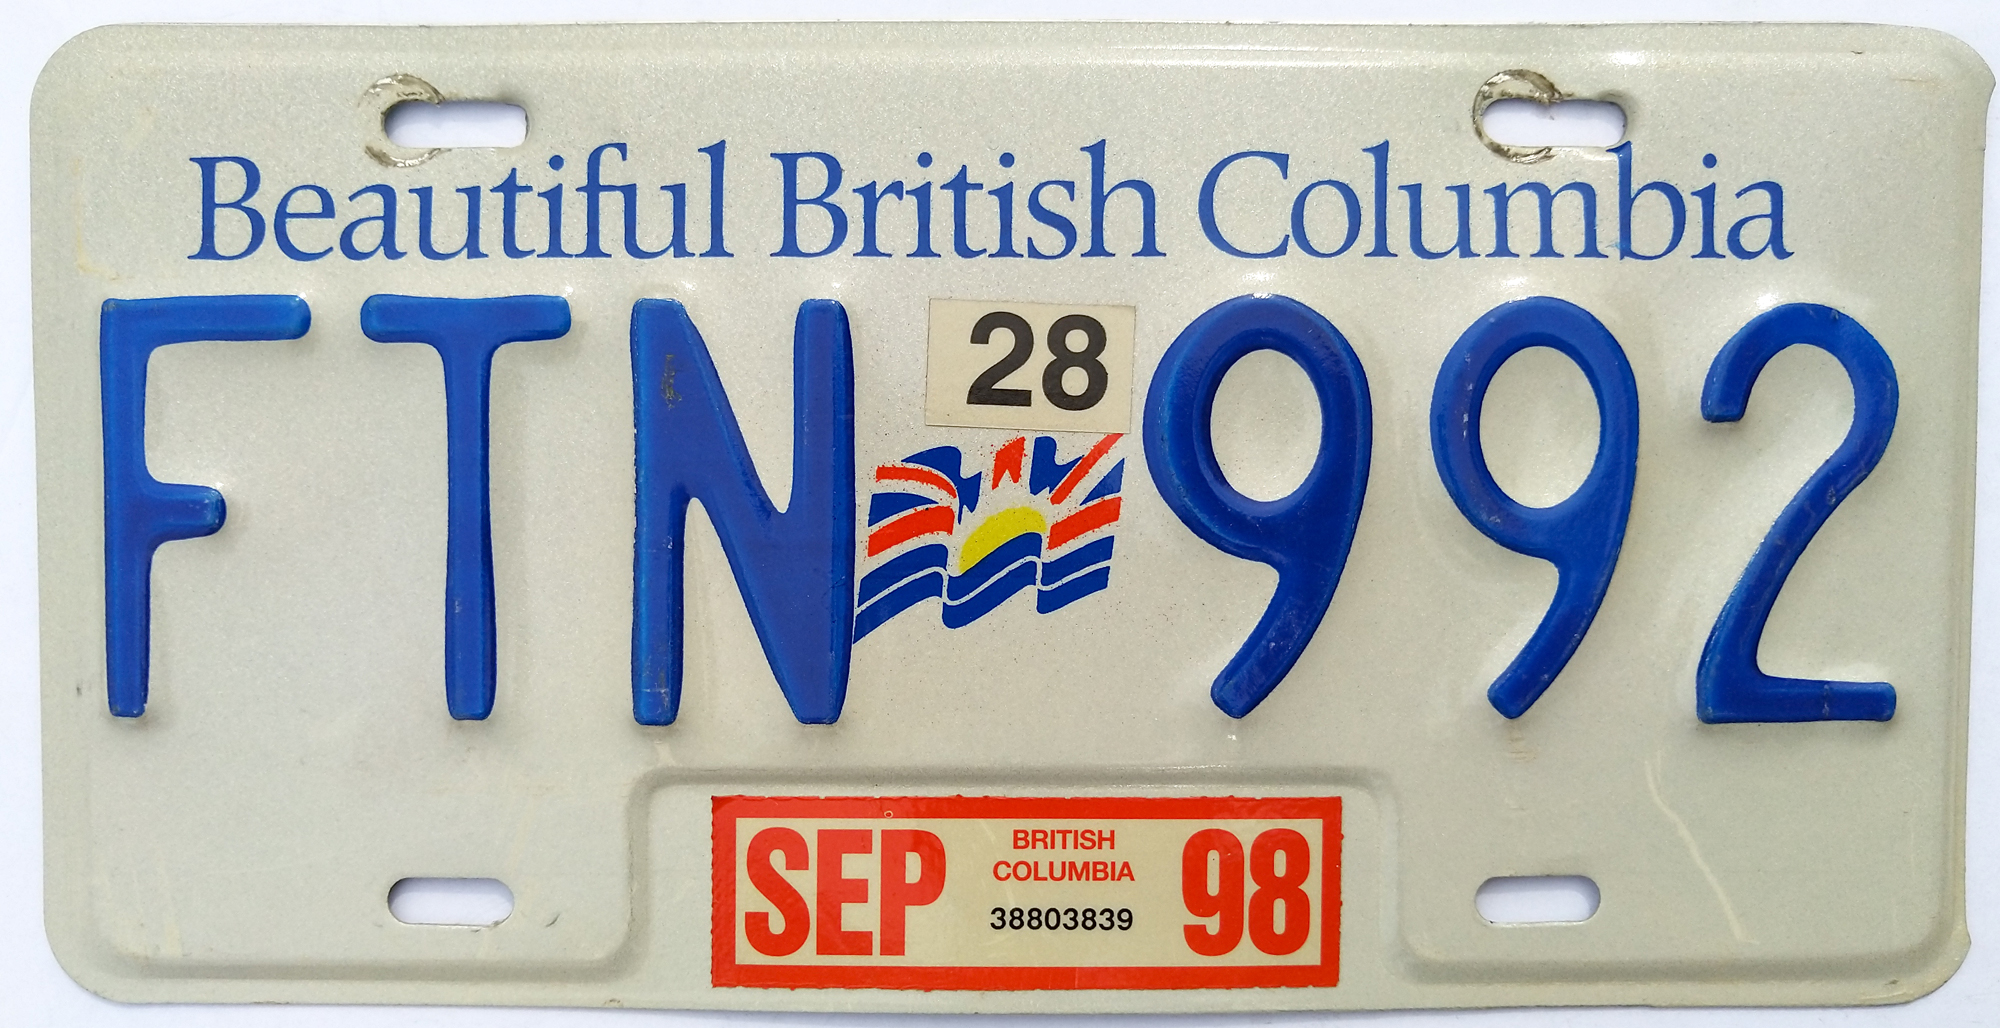 Beautiful British Columbia
28
FTN 992
SEP BRITISH COLUMBIA 98
38803839